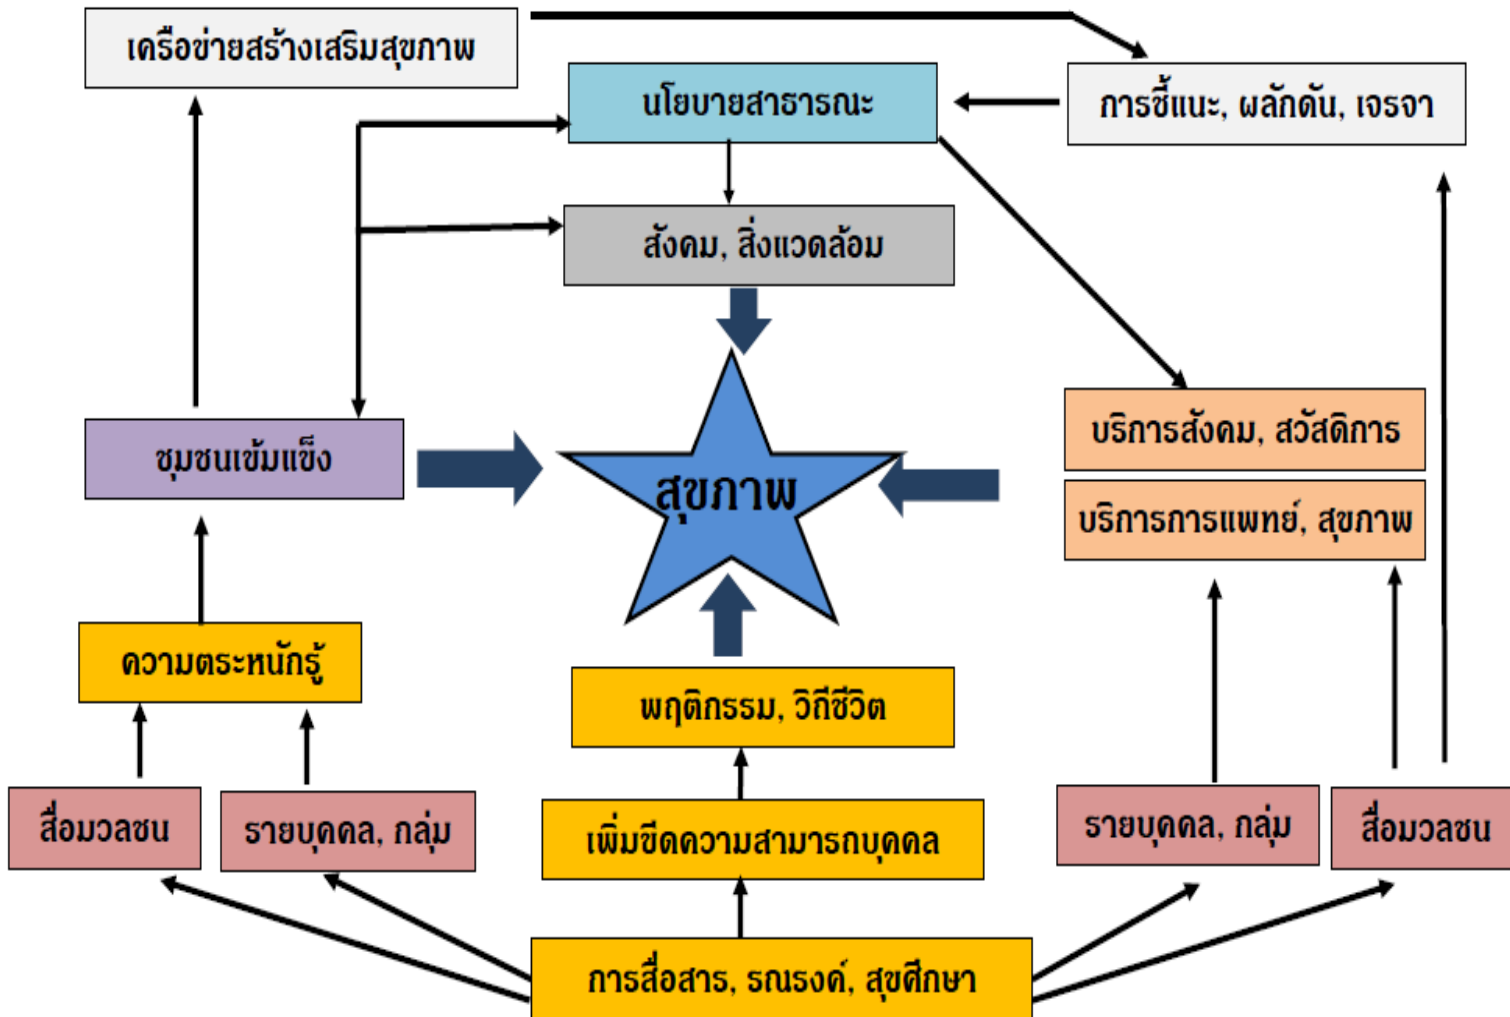 เครือข่ายสร้างเสริมสุขภาพ
นโยบายสาธารณะ
การชี้แนะ, ผลักดัน, เจรจา
สังคม, สิ่งแวดล้อม
ชุมชนเข้มแข็ง
สุขภาพ
บริการสังคม, สวัสดิการ
บริการการแพทย์, สุขภาพ
ความตระหนักรู้
พฤติกรรม, วิถีชีวิต
สื่อมวลชน
รายบุคคล, กลุ่ม
เพิ่มขีดความสามารถบุคคล
รายบุคคล, กลุ่ม
สื่อมวลชน
การสื่อสาร, รณรงค์, สุขศึกษา